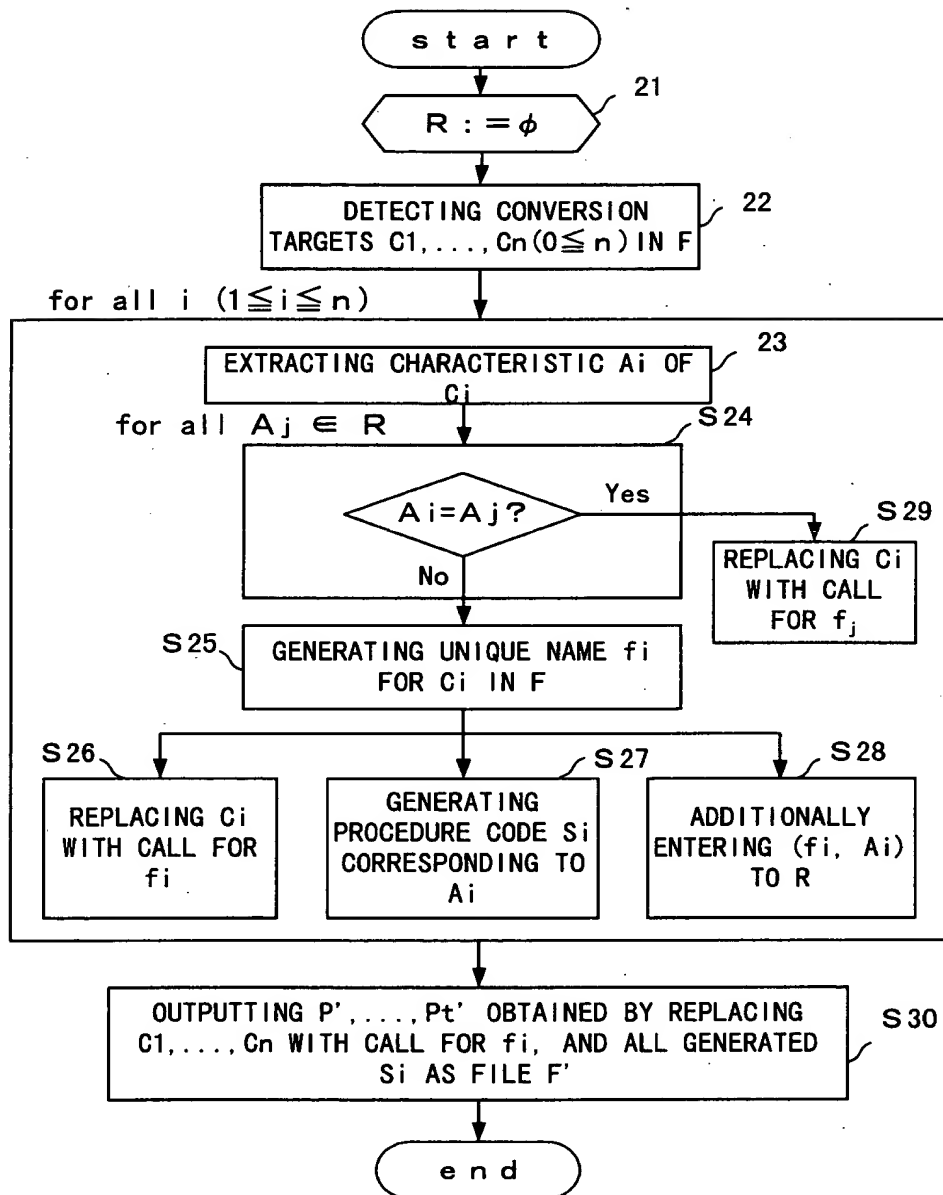 start
21
R:=φ
22
DETECTING CONVERSION
TARGETS C1,...,Cn(0≦n) IN F
for all i (1≦i≦n)
23
EXTRACTING CHARACTERISTIC Ai OF
Ci
for all Aj ∈ R
S24
Ai=Aj?
Yes
No
S29
REPLACING Ci
WITH CALL
FOR fj
S25
GENERATING UNIQUE NAME fi
FOR Ci IN F
S26
REPLACING Ci
WITH CALL FOR
fi
S27
GENERATING
PROCEDURE CODE Si
CORRESPONDING TO
Ai
S28
ADDITIONALLY
ENTERING (fi, Ai)
TO R
OUTPUTTING P',...,Pt' OBTAINED BY REPLACING
C1,...,Cn WITH CALL FOR fi, AND ALL GENERATED
Si AS FILE F'
S30
end